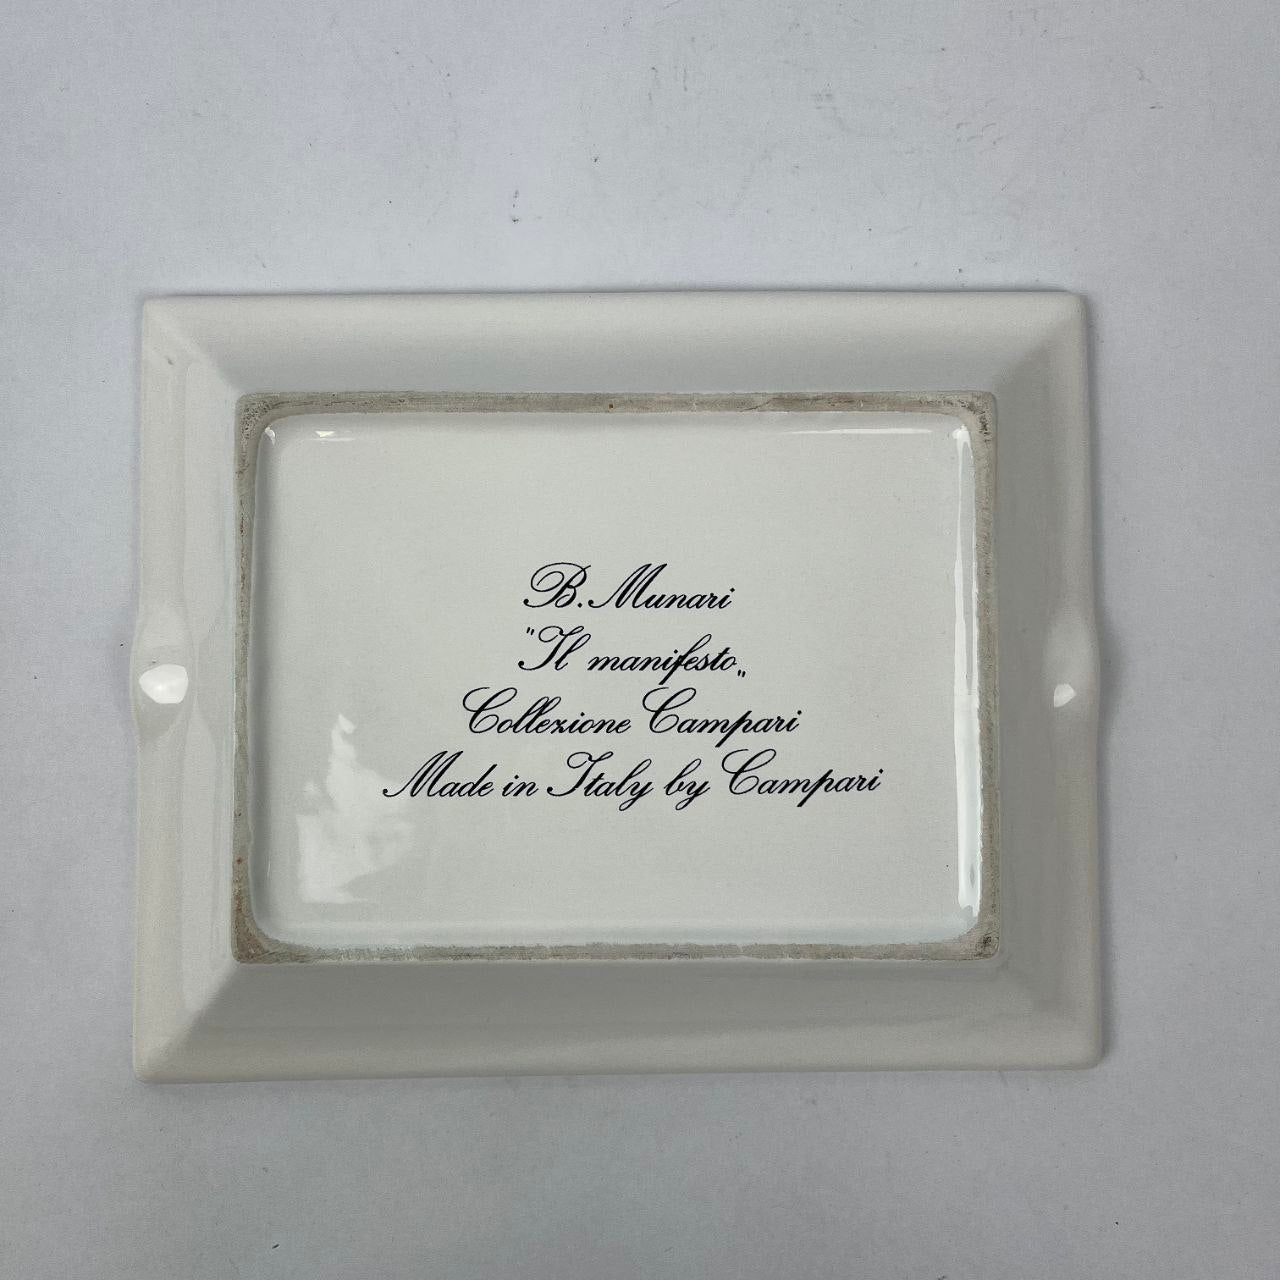 B. Munari
"Il manifesto„
Collezione Campari
Made in Italy by Campari